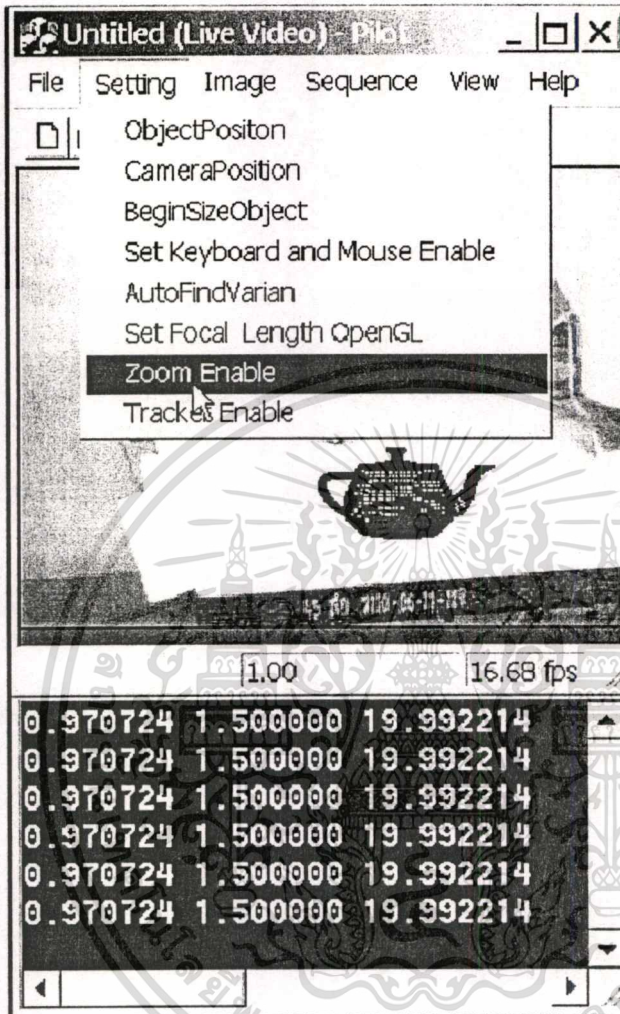 Untitled (Live Video) - Pilot
File Setting Image Sequence View Help
ObjectPositon
CameraPosition
BeginSizeObject
Set Keyboard and Mouse Enable
AutoFindVarian
Set Focal Length OpenGL
Zoom Enable
Trackes Enable
1.00 16.68 fps
0.970724 1.500000 19.992214
0.970724 1.500000 19.992214
0.970724 1.500000 19.992214
0.970724 1.500000 19.992214
0.970724 1.500000 19.992214
0.970724 1.500000 19.992214